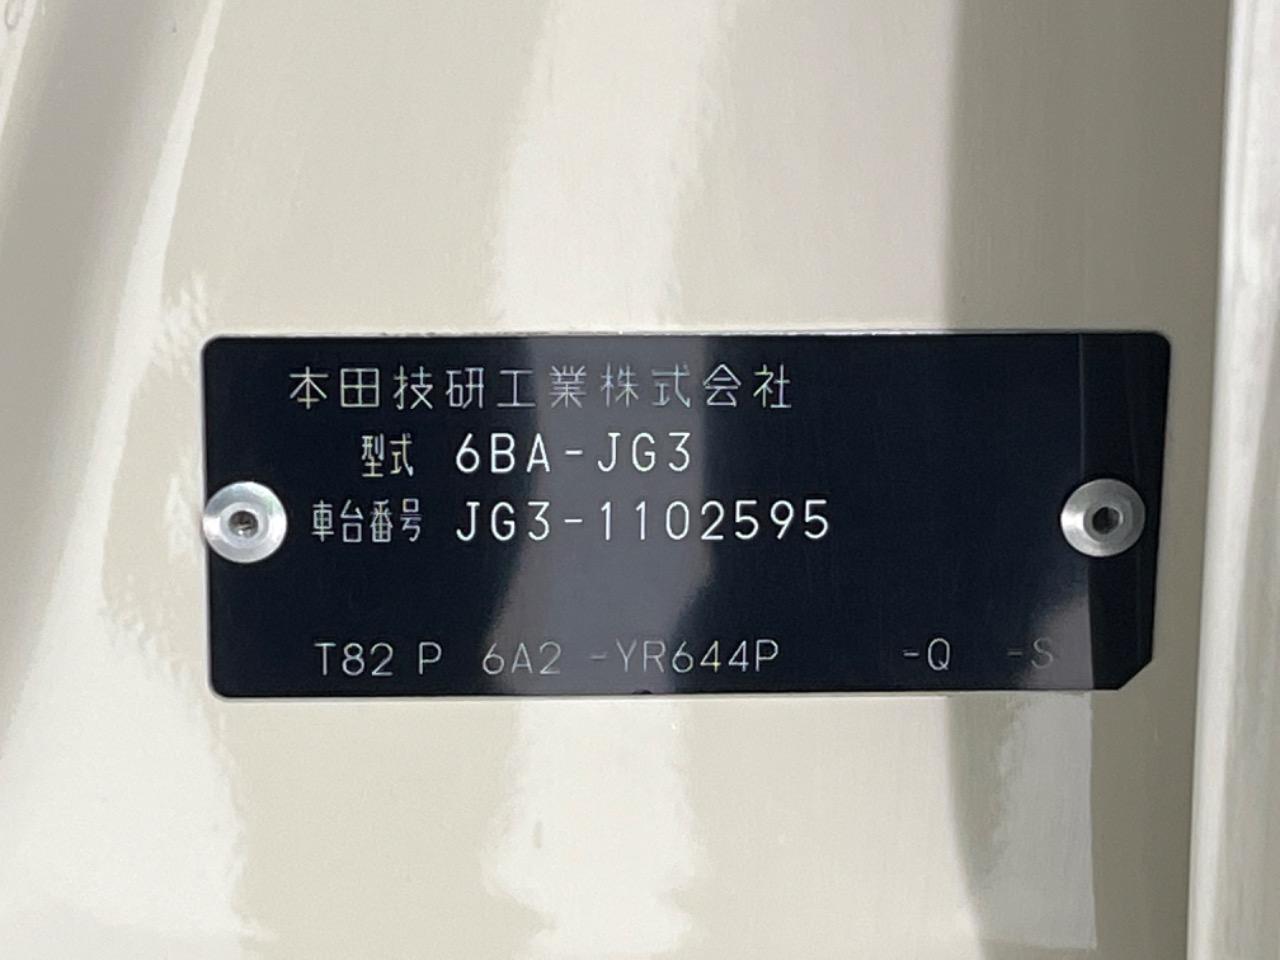 本田技研工業株式会社
型式 6BA-JG3
車台番号 JG3-1102595
T82 P 6A2 -YR644P -Q -S